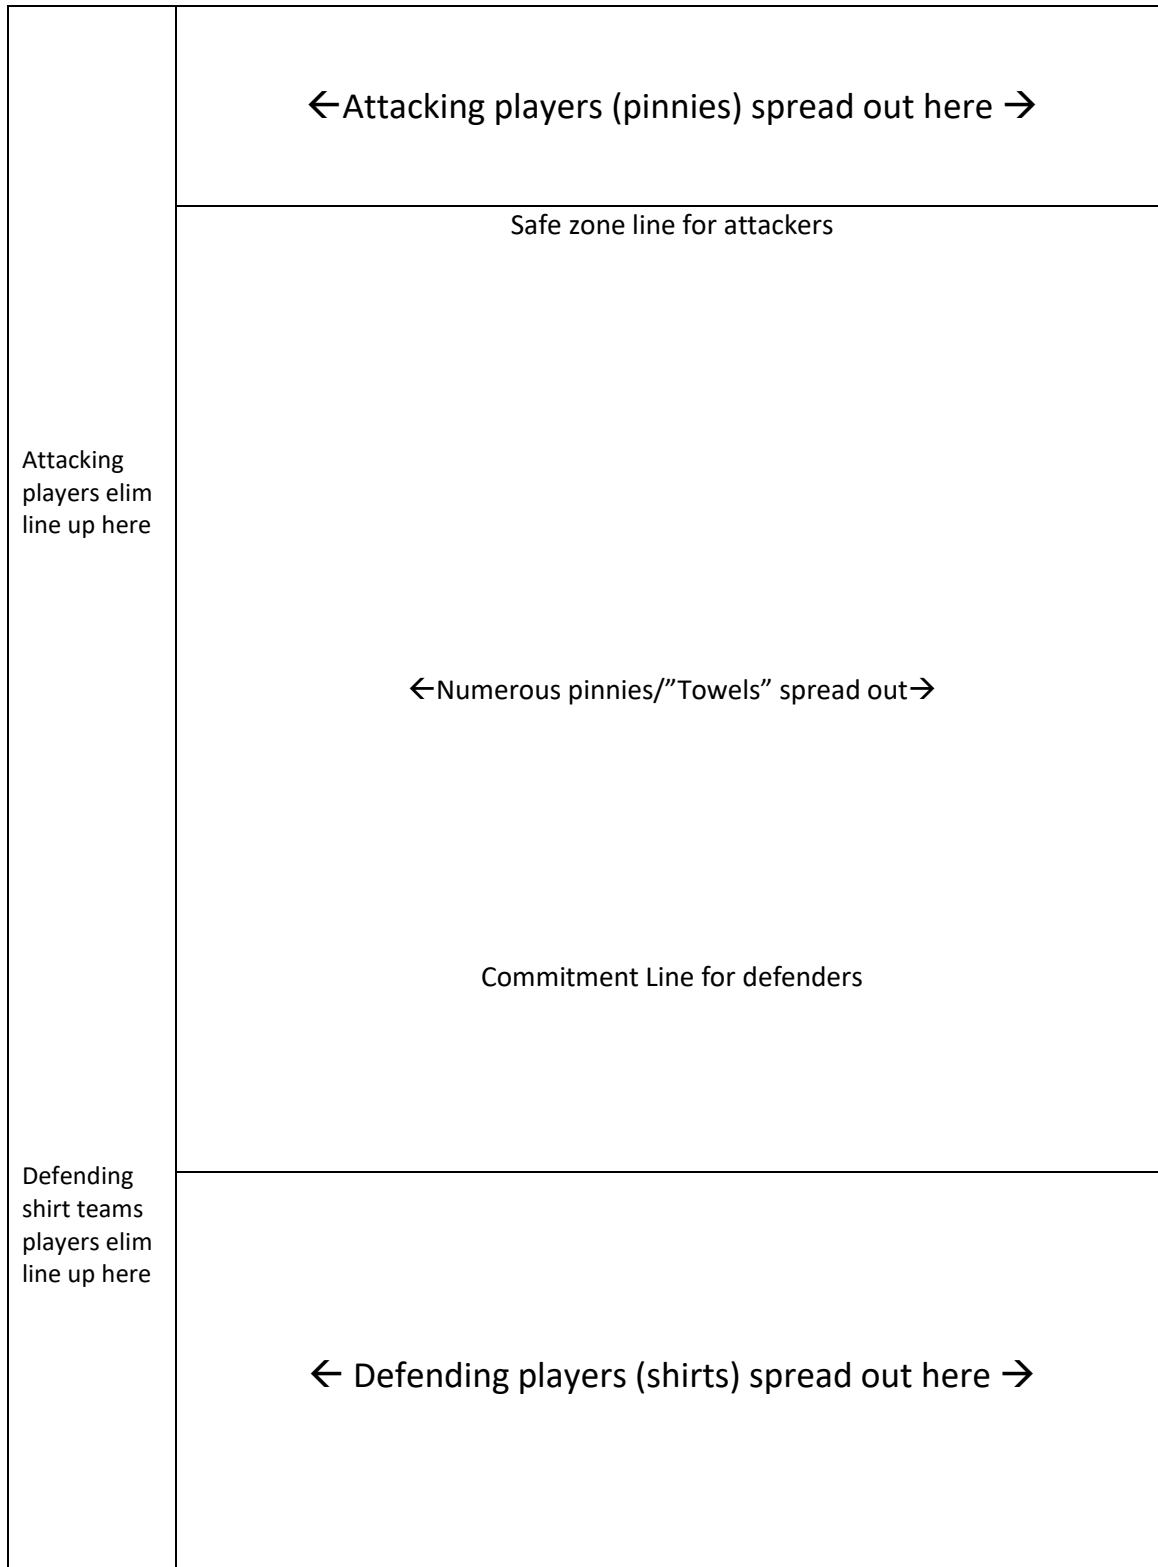 ←Attacking players (pinnies) spread out here →
Safe zone line for attackers
Attacking
players elim
line up here
←Numerous pinnies/”Towels” spread out→
Commitment Line for defenders
Defending
shirt teams
players elim
line up here
← Defending players (shirts) spread out here →